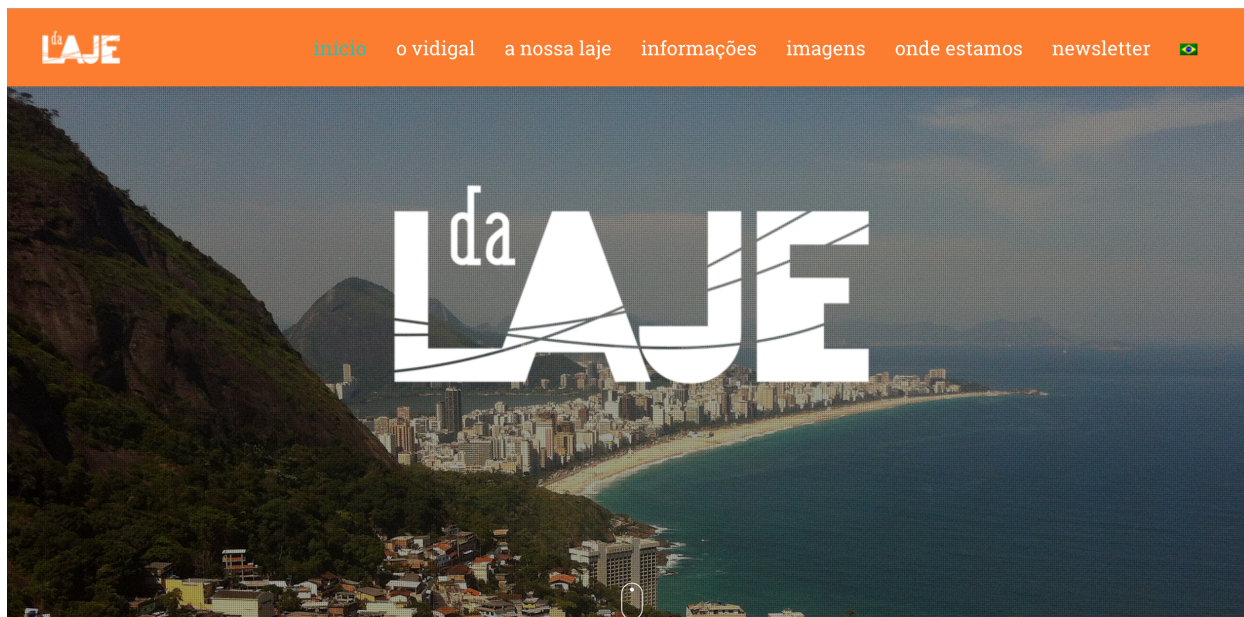 da LAJE
início
o vidigal
a nossa laje
informações
imagens
onde estamos
newsletter
da LAJE